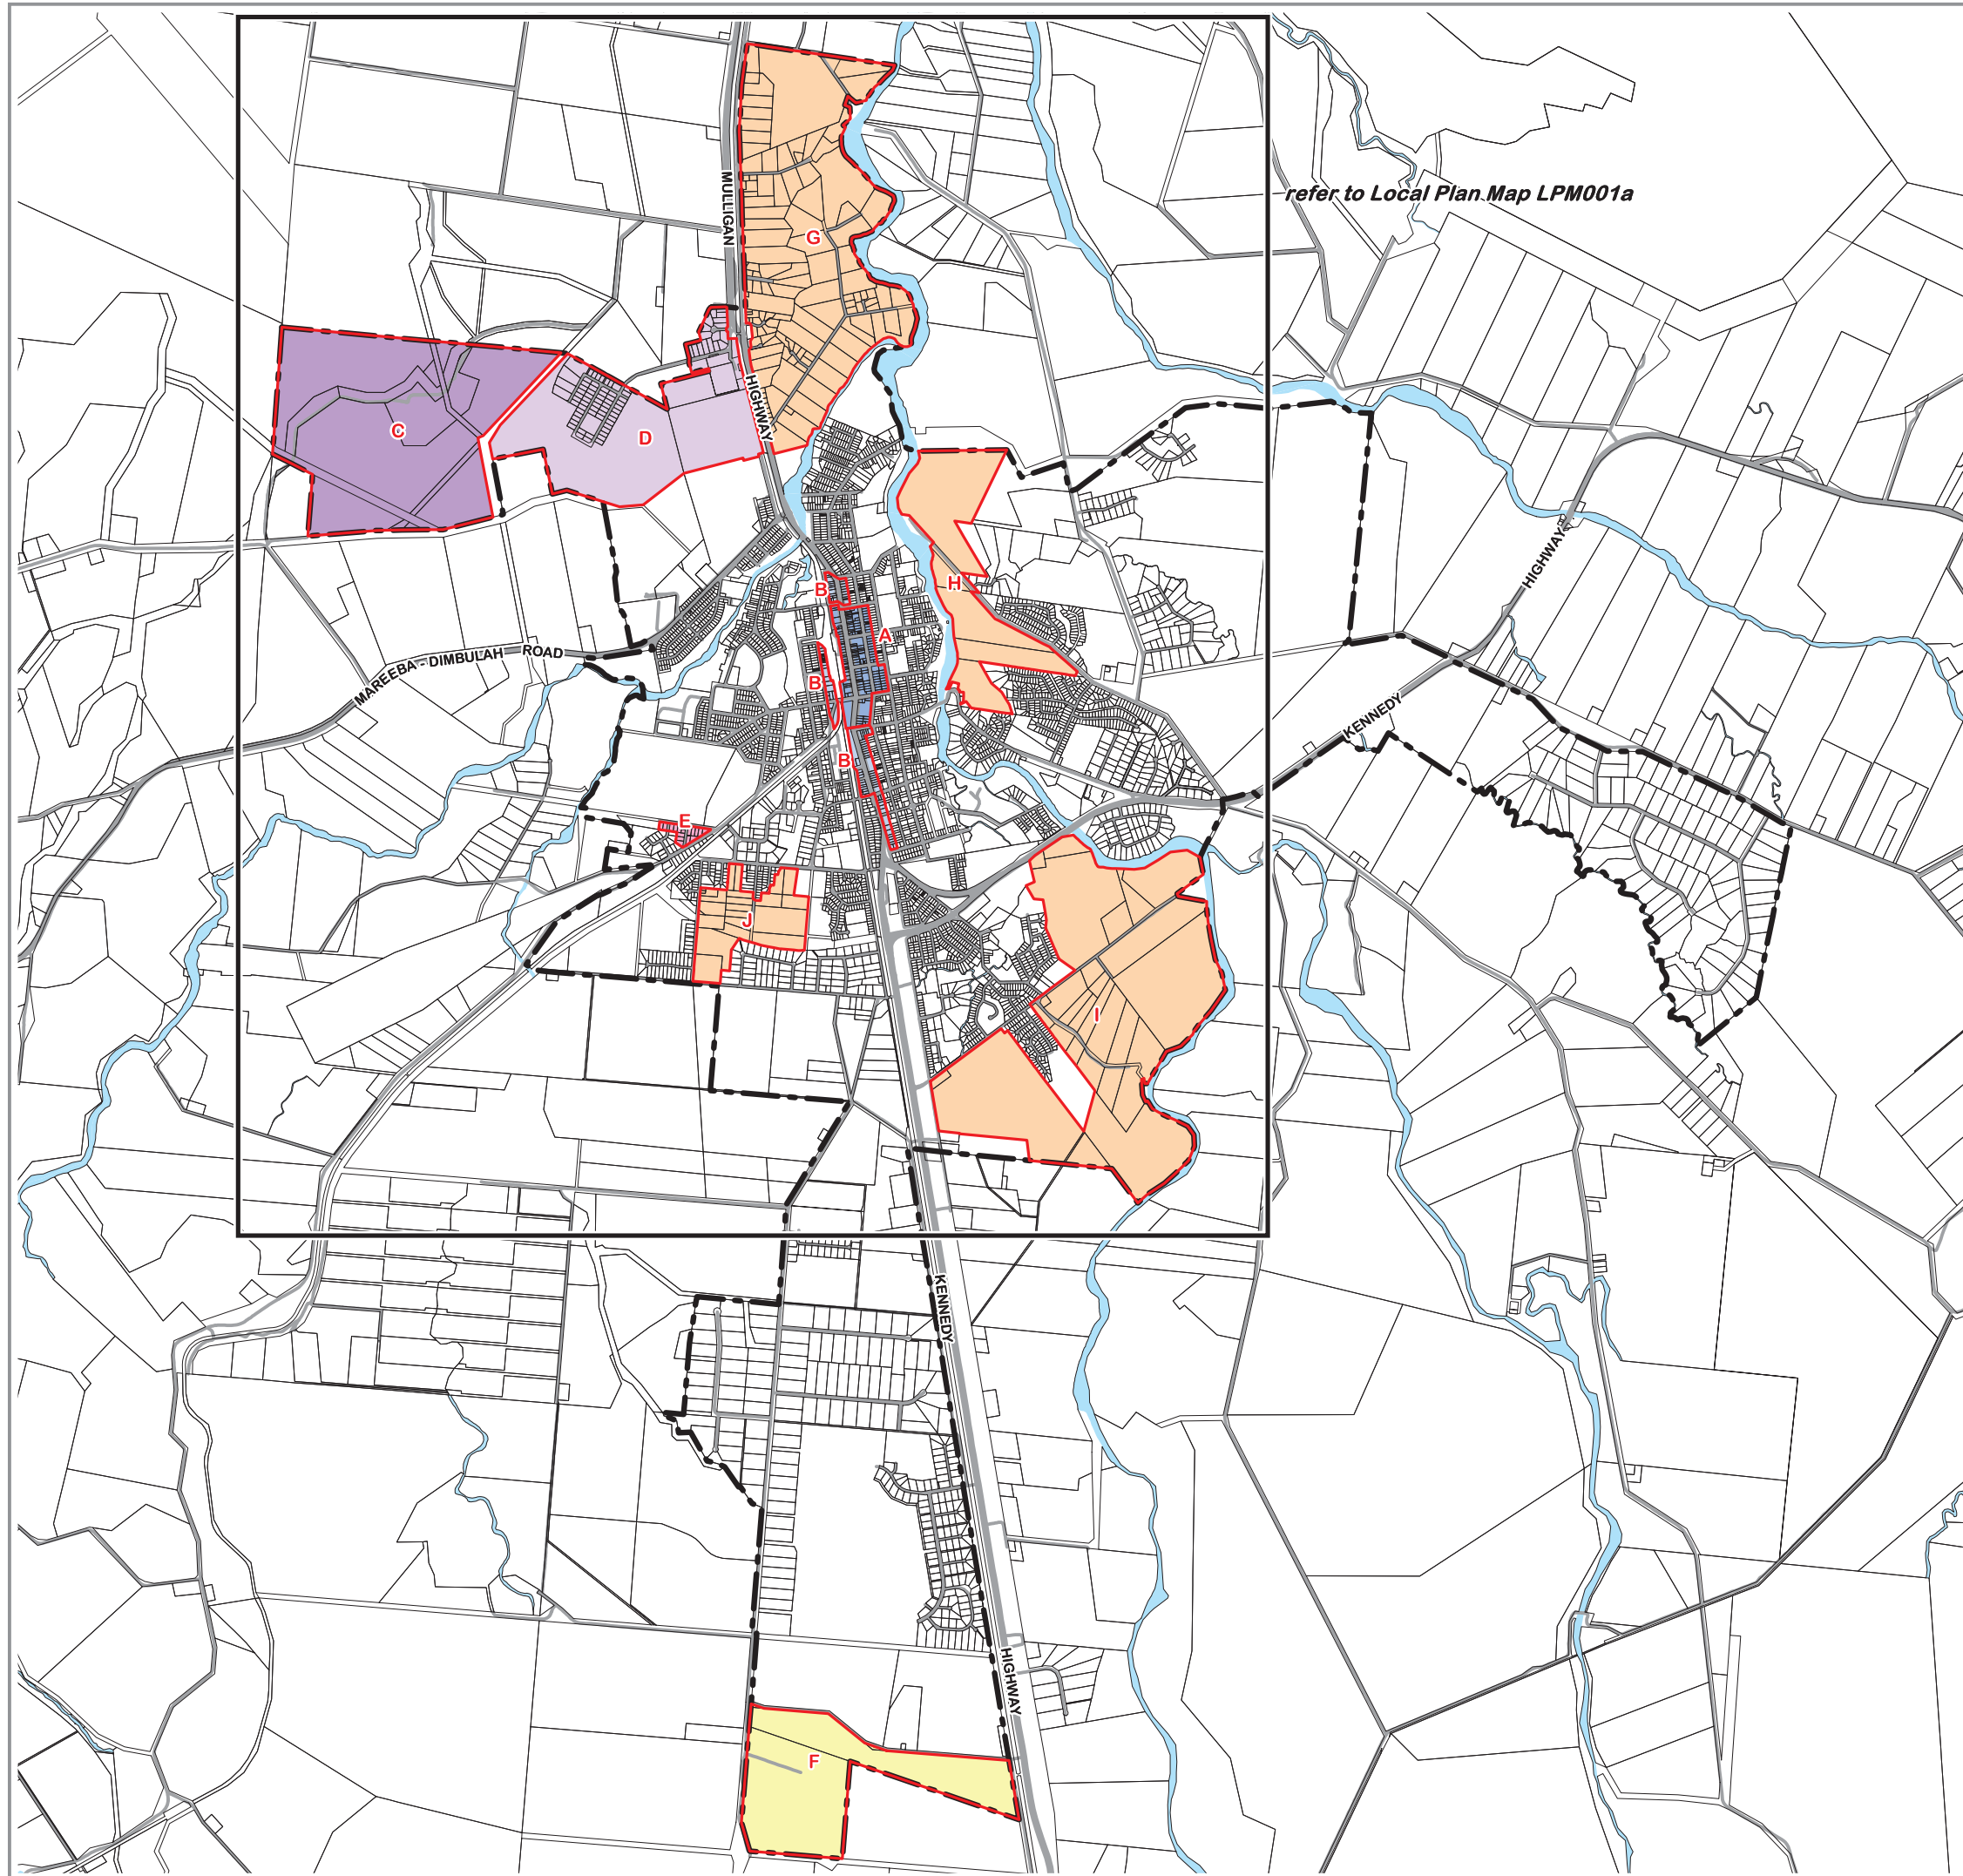 refer to Local Plan Map LPM001a
MULLIGAN
G
HIGHWAY
C
D
HIGHWAY
H
B
A
MAREEBA - DIMBULAH ROAD
B
KENNEDY
B
E
J
I
KENNEDY
HIGHWAY
F